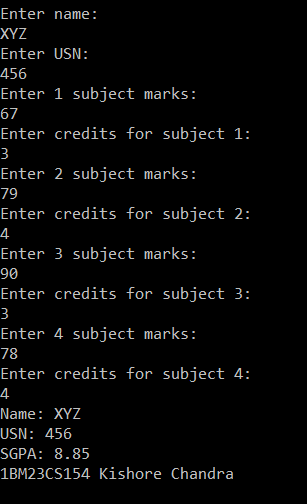 Enter name:
XYZ
Enter USN:
456
Enter 1 subject marks:
67
Enter credits for subject 1:
3
Enter 2 subject marks:
79
Enter credits for subject 2:
4
Enter 3 subject marks:
90
Enter credits for subject 3:
3
Enter 4 subject marks:
78
Enter credits for subject 4:
4
Name: XYZ
USN: 456
SGPA: 8.85
1BM23CS154 Kishore Chandra